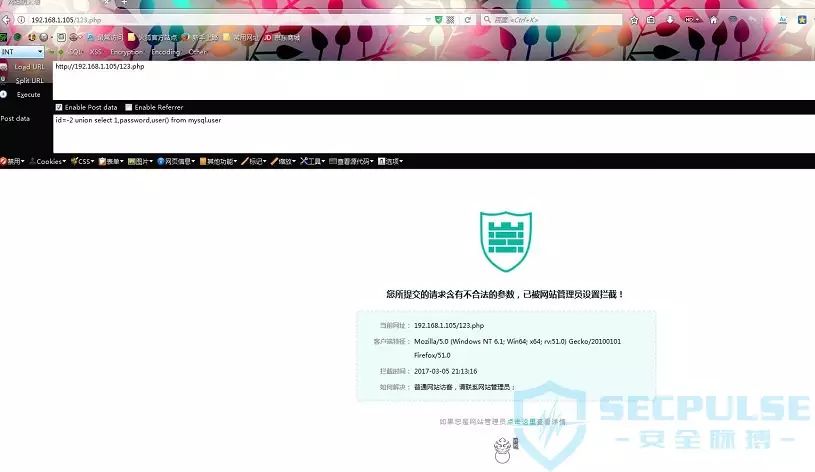 192.168.1.105/123.php
百度 <Ctrl+K>
最常访问 火狐官方站点 新手上路 常用网址 JD 京东商城
INT SQL XSS Encryption Encoding Other
Load URL http://192.168.1.105/123.php
Split URL
Execute
Enable Post data Enable Referrer
Post data id=-2 union select 1,password,user() from mysql.user
禁用 Cookies CSS 表单 图片 网页信息 其他功能 标记 缩放 工具 查看源代码 选项
您所提交的请求含有不合法的参数，已被网站管理员设置拦截！
当前网址： 192.168.1.105/123.php
客户端特征： Mozilla/5.0 (Windows NT 6.1; Win64; x64; rv:51.0) Gecko/20100101
Firefox/51.0
拦截时间： 2017-03-05 21:13:16
如何解决： 普通网站访客，请联系网站管理员；
如果您是网站管理员点击这里查看详情
SECPULSE
安全脉搏